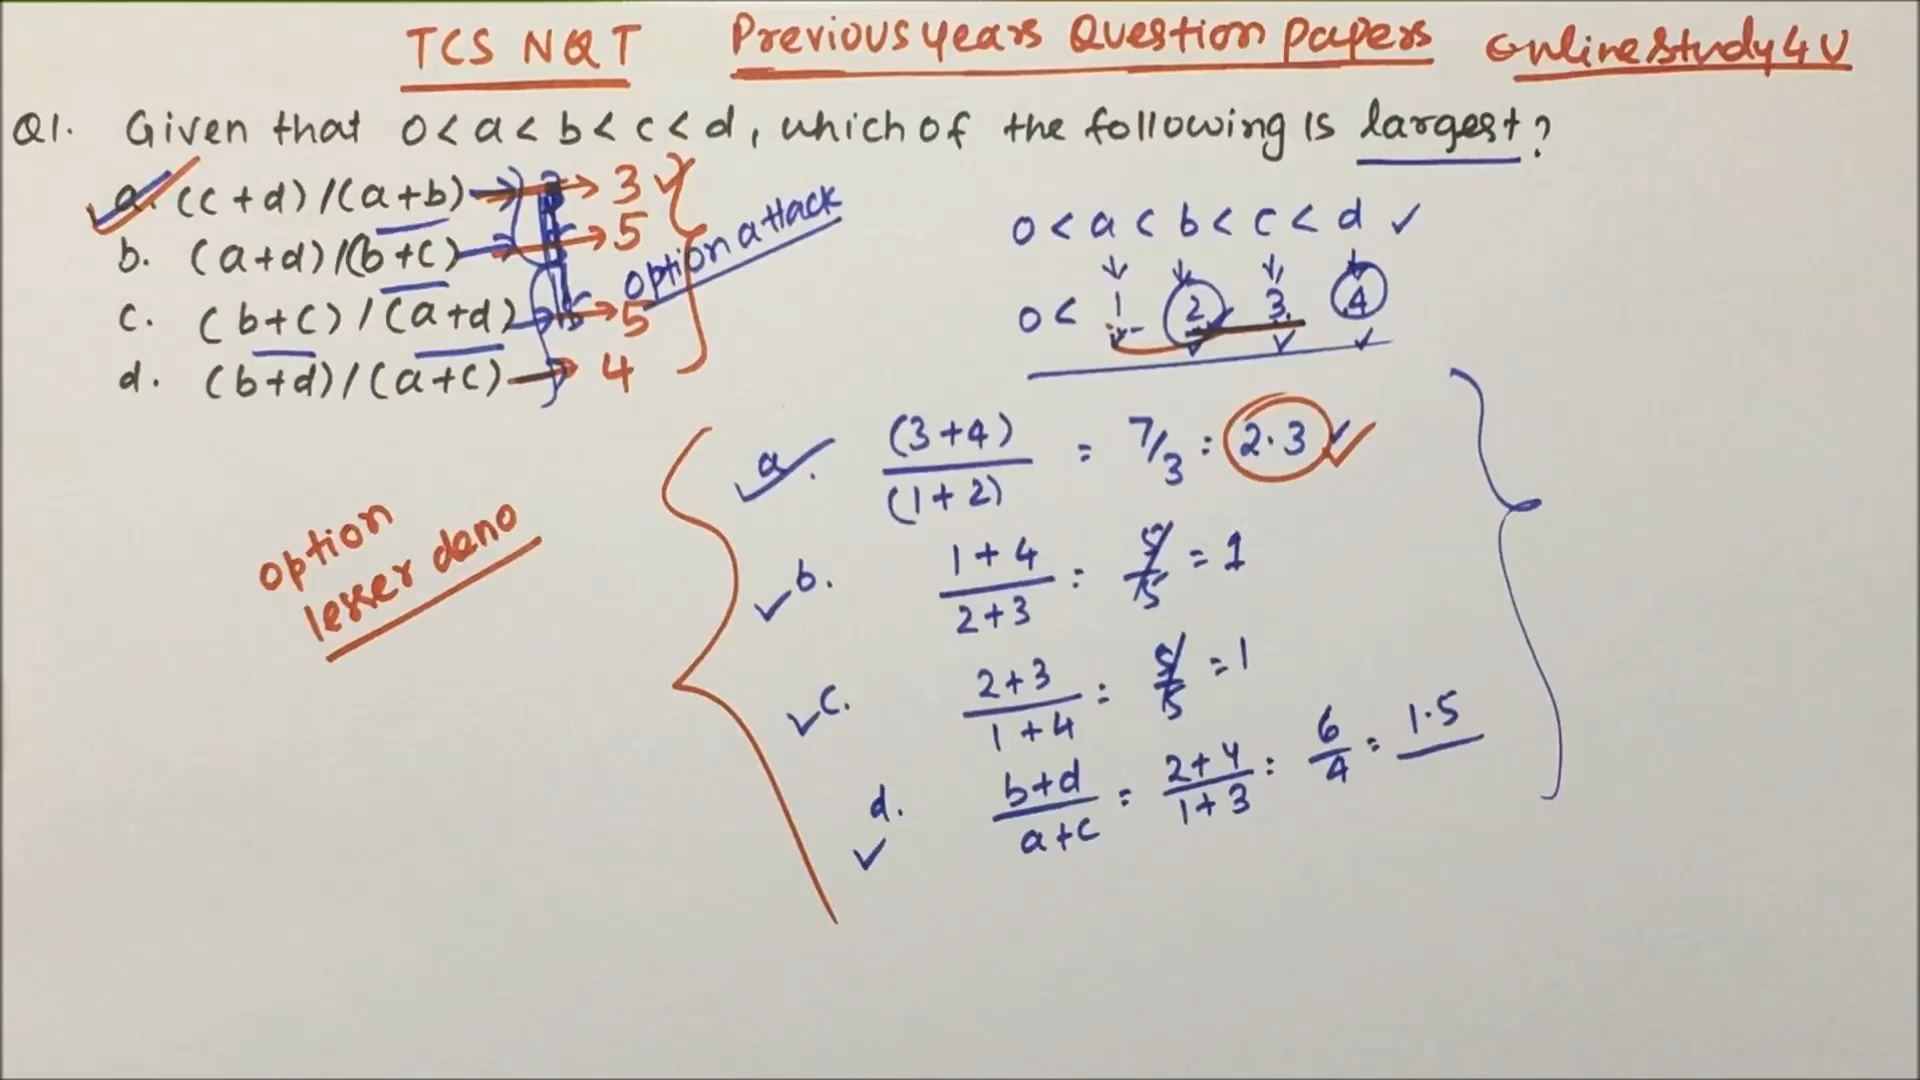 TCS NQT Previous years Question Papers OnlineStudy4U
Q1. Given that 0<a<b<c<d, which of the following is largest?
a. (c+d)/(a+b) → 3
b. (a+d)/(b+c) → 5
c. (b+c)/(a+d) → 5
d. (b+d)/(a+c) → 4
option attack
0<a<b<c<d ✓
0< 1 2 3 4
option
lesser deno
a. (3+4)/(1+2) = 7/3 : 2.3
b. 1+4/2+3 : 5/5 = 1
c. 2+3/1+4 : 5/5 = 1
d. b+d/a+c = 2+4/1+3 : 6/4 = 1.5